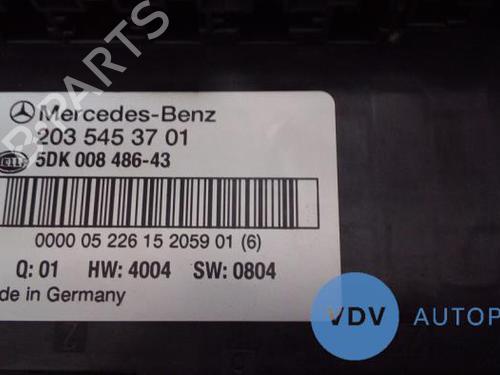 Mercedes-Benz
203 545 37 01
5DK 008 486-43
0000 05 226 15 2059 01 (6)
Q: 01 HW: 4004 SW: 0804
de in Germany
VDV AUTOP